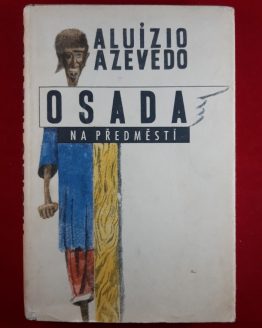 ALUÍZIO
AZEVEDO
OSADA
NA PŘEDMĚSTÍ